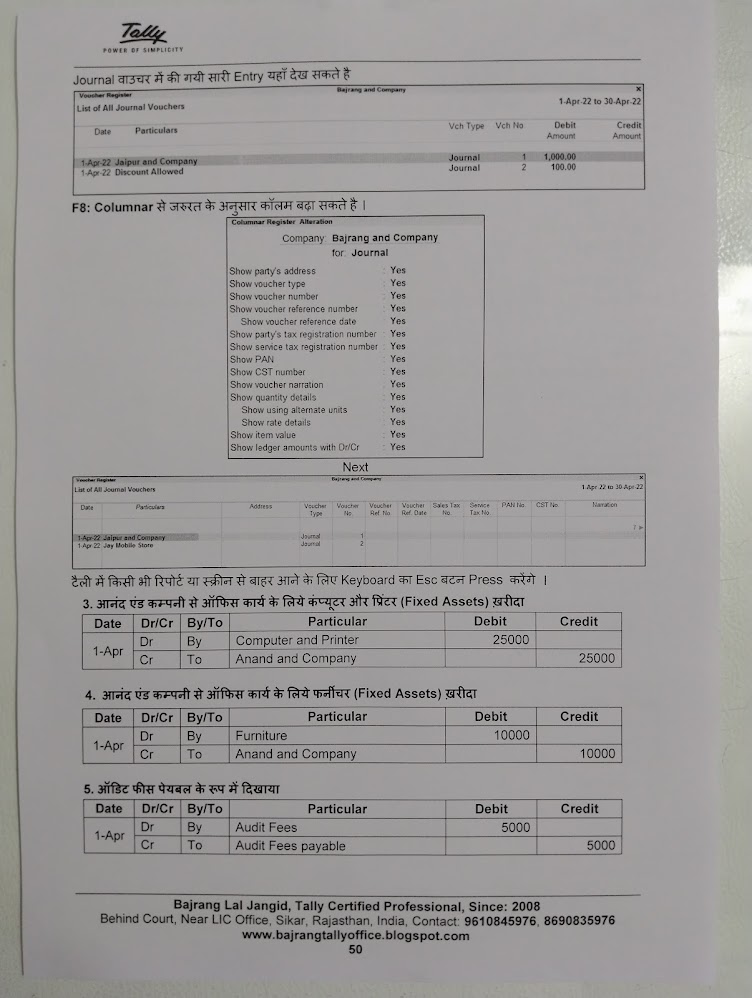 Tally
POWER OF SIMPLICITY
Journal वाउचर में की गयी सारी Entry यहाँ देख सकते है
Voucher Register Bajrang and Company ×
List of All Journal Vouchers 1-Apr-22 to 30-Apr-22
Date Particulars Vch Type Vch No. Debit Credit
Amount Amount
1-Apr-22 Jaipur and Company Journal 1 1,000.00
1-Apr-22 Discount Allowed Journal 2 100.00
F8: Columnar से जरुरत के अनुसार कॉलम बढ़ा सकते है |
Columnar Register Alteration
Company: Bajrang and Company
for: Journal
Show party's address : Yes
Show voucher type : Yes
Show voucher number : Yes
Show voucher reference number : Yes
Show voucher reference date : Yes
Show party's tax registration number : Yes
Show service tax registration number : Yes
Show PAN : Yes
Show CST number : Yes
Show voucher narration : Yes
Show quantity details : Yes
Show using alternate units : Yes
Show rate details : Yes
Show item value : Yes
Show ledger amounts with Dr/Cr : Yes
Next
Voucher Register Bajrang and Company ×
List of All Journal Vouchers 1-Apr-22 to 30-Apr-22
Date Particulars Address Voucher Voucher Voucher Voucher Sales Tax Service PAN No. CST No. Narration
Type No. Ref. No. Ref. Date No. Tax No.
1-Apr-22 Jaipur and Company Journal 1
1-Apr-22 Jay Mobile Store Journal 2
टैली में किसी भी रिपोर्ट या स्क्रीन से बाहर आने के लिए Keyboard का Esc बटन Press करेंगे |
3. आनंद एंड कम्पनी से ऑफिस कार्य के लिये कंप्यूटर और प्रिंटर (Fixed Assets) ख़रीदा
Date Dr/Cr By/To Particular Debit Credit
1-Apr Dr By Computer and Printer 25000
Cr To Anand and Company 25000
4. आनंद एंड कम्पनी से ऑफिस कार्य के लिये फर्नीचर (Fixed Assets) ख़रीदा
Date Dr/Cr By/To Particular Debit Credit
1-Apr Dr By Furniture 10000
Cr To Anand and Company 10000
5. ऑडिट फीस पेयबल के रूप में दिखाया
Date Dr/Cr By/To Particular Debit Credit
1-Apr Dr By Audit Fees 5000
Cr To Audit Fees payable 5000
Bajrang Lal Jangid, Tally Certified Professional, Since: 2008
Behind Court, Near LIC Office, Sikar, Rajasthan, India, Contact: 9610845976, 8690835976
www.bajrangtallyoffice.blogspot.com
50